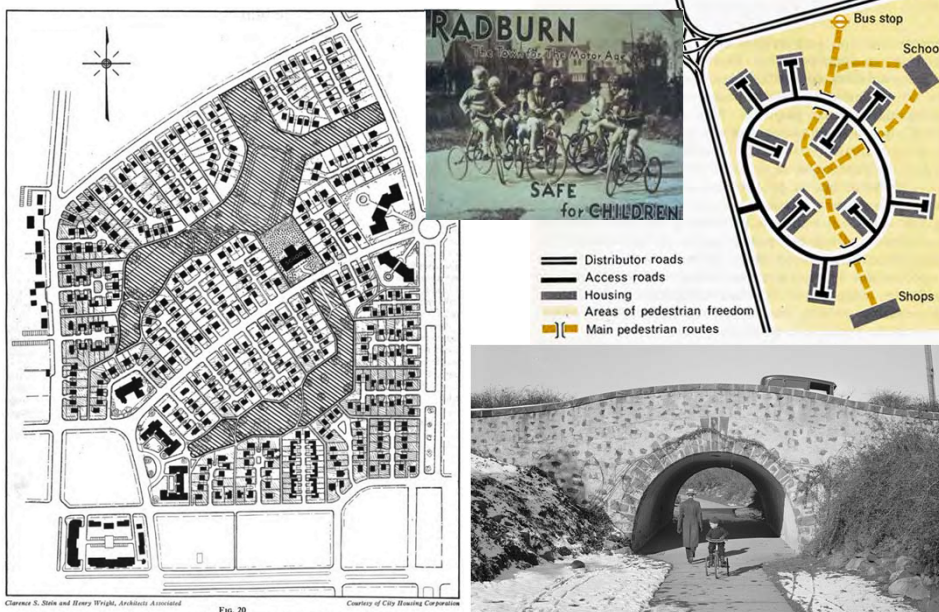 RADBURN
The Town for The Motor Age
SAFE
for CHILDREN
Bus stop
School
Shops
Distributor roads
Access roads
Housing
Areas of pedestrian freedom
Main pedestrian routes
Clarence S. Stein and Henry Wright, Architects Associated
Courtesy of City Housing Corporation
FIG. 20